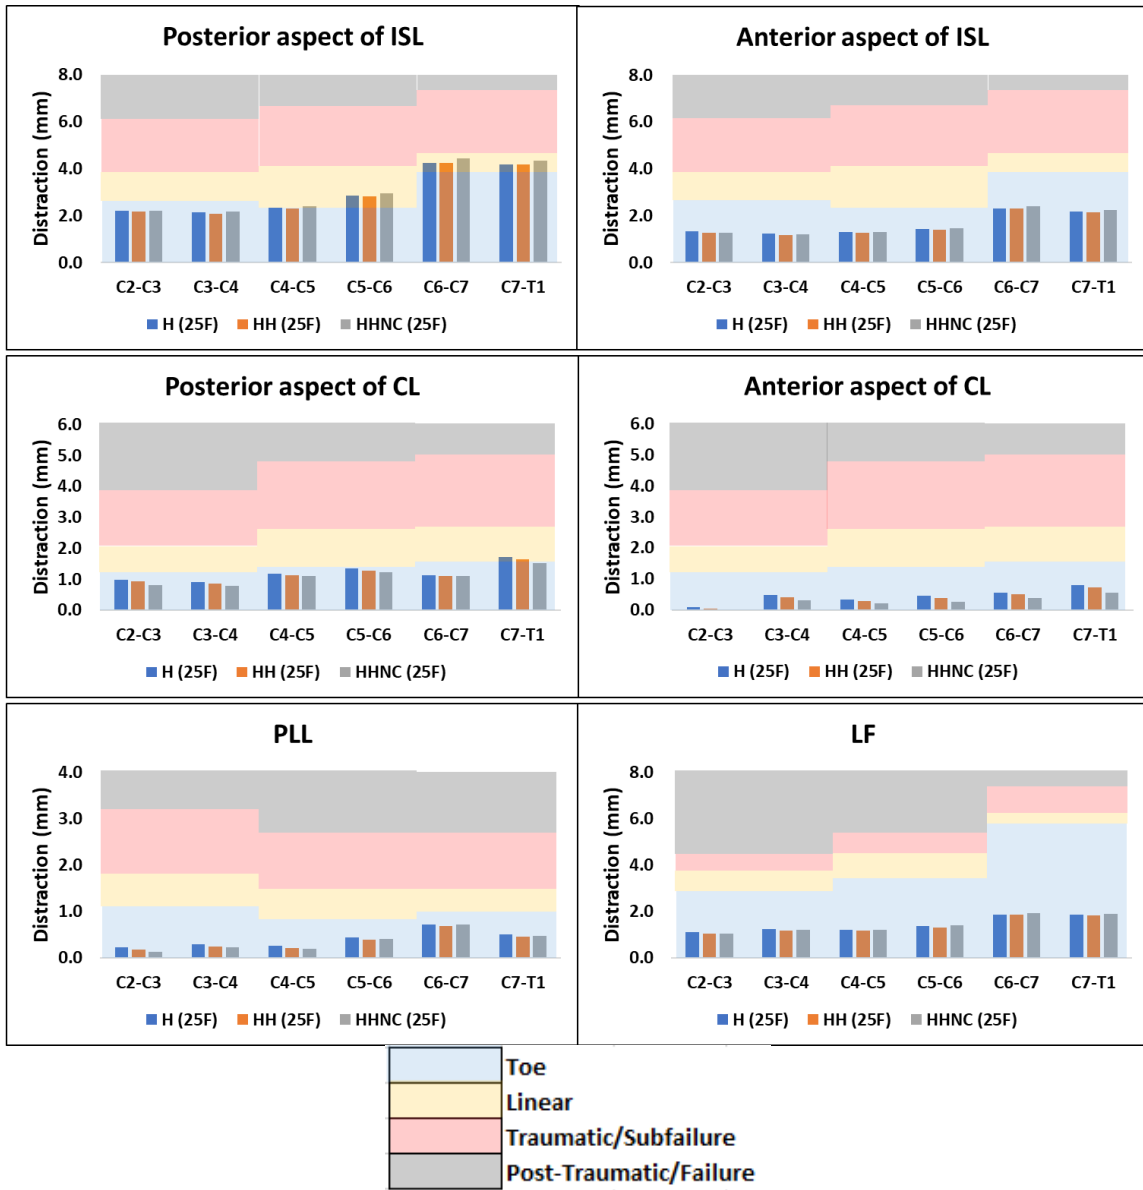 Posterior aspect of ISL
Distraction (mm)
8.0
6.0
4.0
2.0
0.0
C2-C3 C3-C4 C4-C5 C5-C6 C6-C7 C7-T1
H (25F) HH (25F) HHNC (25F)
Anterior aspect of ISL
Distraction (mm)
8.0
6.0
4.0
2.0
0.0
C2-C3 C3-C4 C4-C5 C5-C6 C6-C7 C7-T1
H (25F) HH (25F) HHNC (25F)
Posterior aspect of CL
Distraction (mm)
6.0
5.0
4.0
3.0
2.0
1.0
0.0
C2-C3 C3-C4 C4-C5 C5-C6 C6-C7 C7-T1
H (25F) HH (25F) HHNC (25F)
Anterior aspect of CL
Distraction (mm)
6.0
5.0
4.0
3.0
2.0
1.0
0.0
C2-C3 C3-C4 C4-C5 C5-C6 C6-C7 C7-T1
H (25F) HH (25F) HHNC (25F)
PLL
Distraction (mm)
4.0
3.0
2.0
1.0
0.0
C2-C3 C3-C4 C4-C5 C5-C6 C6-C7 C7-T1
H (25F) HH (25F) HHNC (25F)
LF
Distraction (mm)
8.0
6.0
4.0
2.0
0.0
C2-C3 C3-C4 C4-C5 C5-C6 C6-C7 C7-T1
H (25F) HH (25F) HHNC (25F)
Toe
Linear
Traumatic/Subfailure
Post-Traumatic/Failure